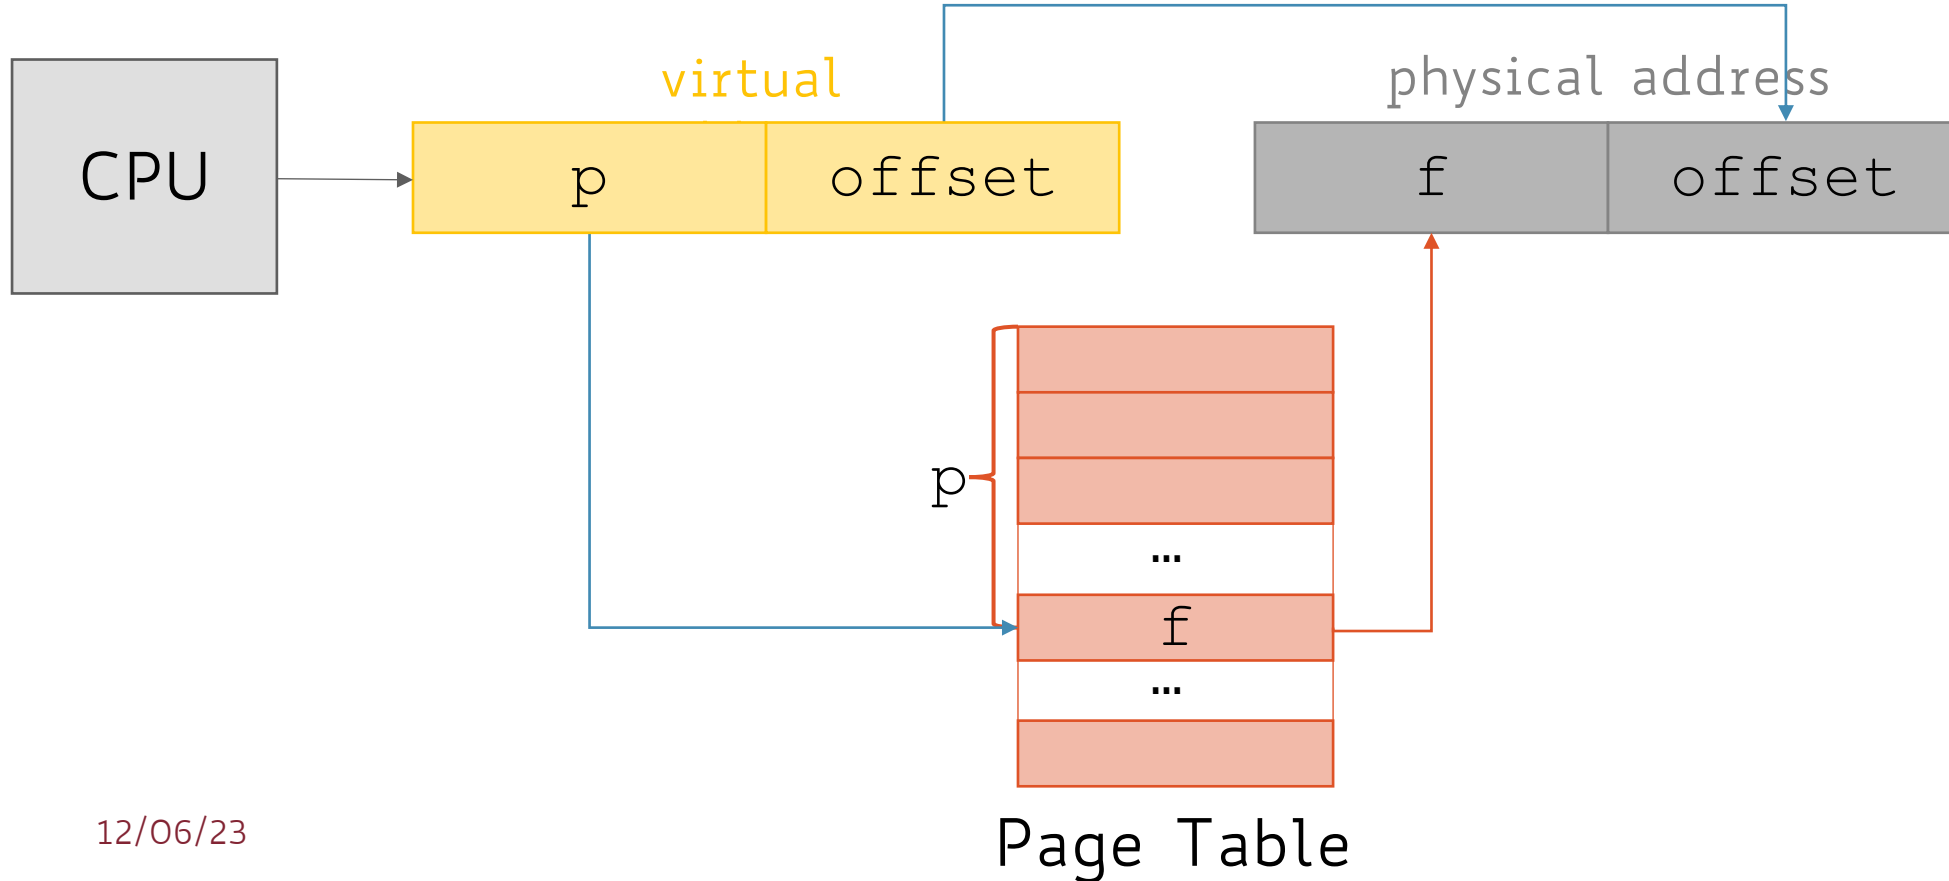 virtual
physical address
CPU
p
offset
f
offset
p
…
f
…
Page Table
12/06/23